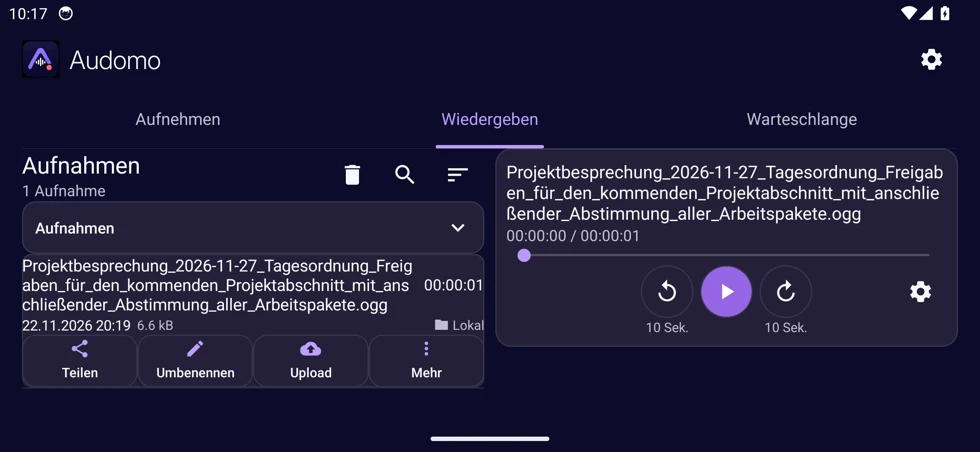 10:17
Audomo
Aufnehmen
Wiedergeben
Warteschlange
Aufnahmen
1 Aufnahme
Aufnahmen
Projektbesprechung_2026-11-27_Tagesordnung_Freig
aben_für_den_kommenden_Projektabschnitt_mit_ans
chließender_Abstimmung_aller_Arbeitspakete.ogg
00:00:01
22.11.2026 20:19 6.6 kB
Lokal
Teilen
Umbenennen
Upload
Mehr
Projektbesprechung_2026-11-27_Tagesordnung_Freigab
en_für_den_kommenden_Projektabschnitt_mit_anschlie
ßender_Abstimmung_aller_Arbeitspakete.ogg
00:00:00 / 00:00:01
10 Sek.
10 Sek.